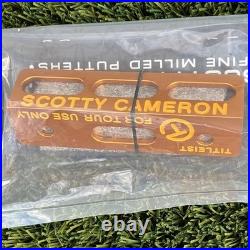 FINE MILLED PUTTERS
SCOTTY CAMERON
FOR TOUR USE ONLY
TITLEIST